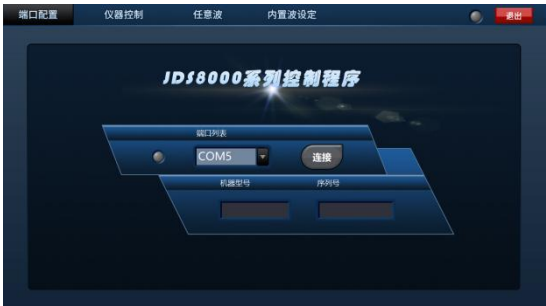 端口配置 仪器控制 任意波 内置波设定 退出
JDS8000系列控制程序
端口列表
COM5 连接
机器型号 序列号